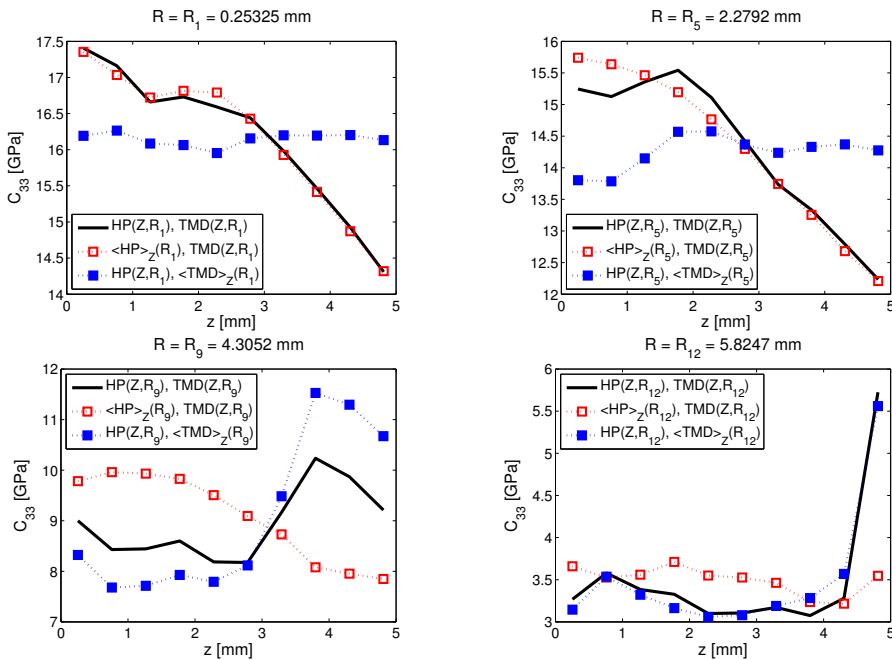 R = R1 = 0.25325 mm
17.5
17
16.5
16
15.5
15
14.5
14
C33 [GPa]
HP(Z,R1), TMD(Z,R1)
<HP>Z(R1), TMD(Z,R1)
HP(Z,R1), <TMD>Z(R1)
0 1 2 3 4 5
z [mm]
R = R5 = 2.2792 mm
16
15.5
15
14.5
14
13.5
13
12.5
12
C33 [GPa]
HP(Z,R5), TMD(Z,R5)
<HP>Z(R5), TMD(Z,R5)
HP(Z,R5), <TMD>Z(R5)
0 1 2 3 4 5
z [mm]
R = R9 = 4.3052 mm
12
11
10
9
8
7
C33 [GPa]
HP(Z,R9), TMD(Z,R9)
<HP>Z(R9), TMD(Z,R9)
HP(Z,R9), <TMD>Z(R9)
0 1 2 3 4 5
z [mm]
R = R12 = 5.8247 mm
6
5.5
5
4.5
4
3.5
3
C33 [GPa]
HP(Z,R12), TMD(Z,R12)
<HP>Z(R12), TMD(Z,R12)
HP(Z,R12), <TMD>Z(R12)
0 1 2 3 4 5
z [mm]